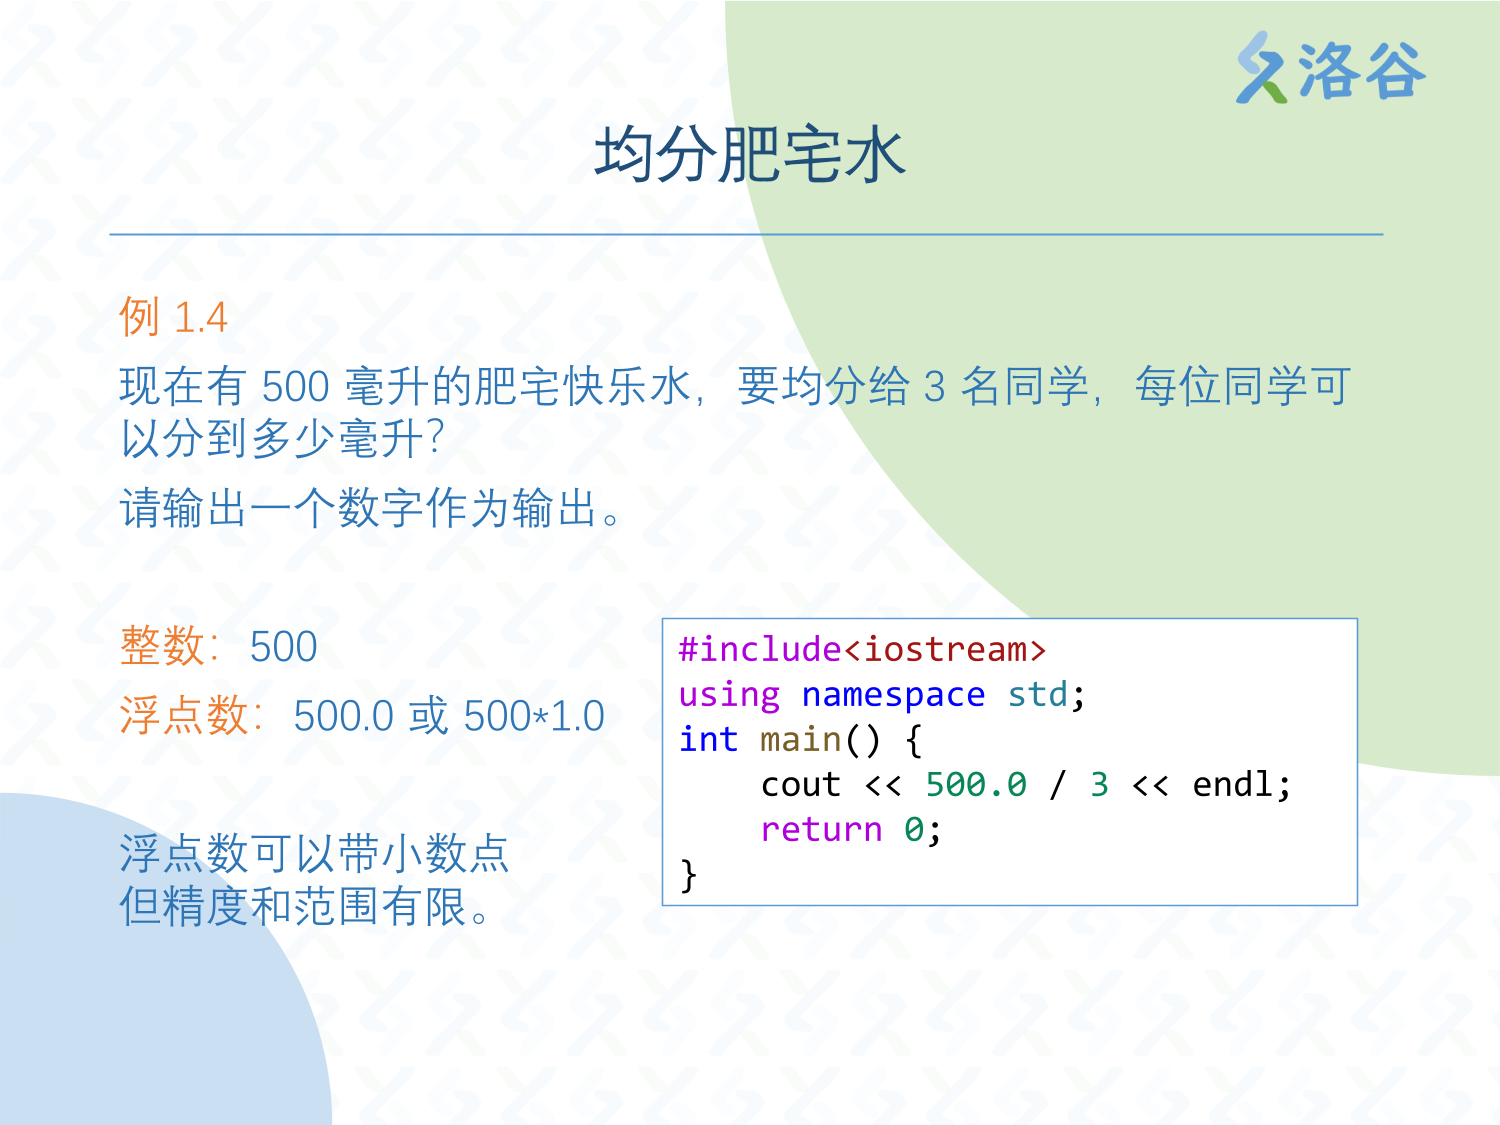 洛谷
均分肥宅水
例 1.4
现在有 500 毫升的肥宅快乐水，要均分给 3 名同学，每位同学可
以分到多少毫升？
请输出一个数字作为输出。
整数：500
浮点数：500.0 或 500*1.0
浮点数可以带小数点
但精度和范围有限。
#include<iostream>
using namespace std;
int main() {
    cout << 500.0 / 3 << endl;
    return 0;
}